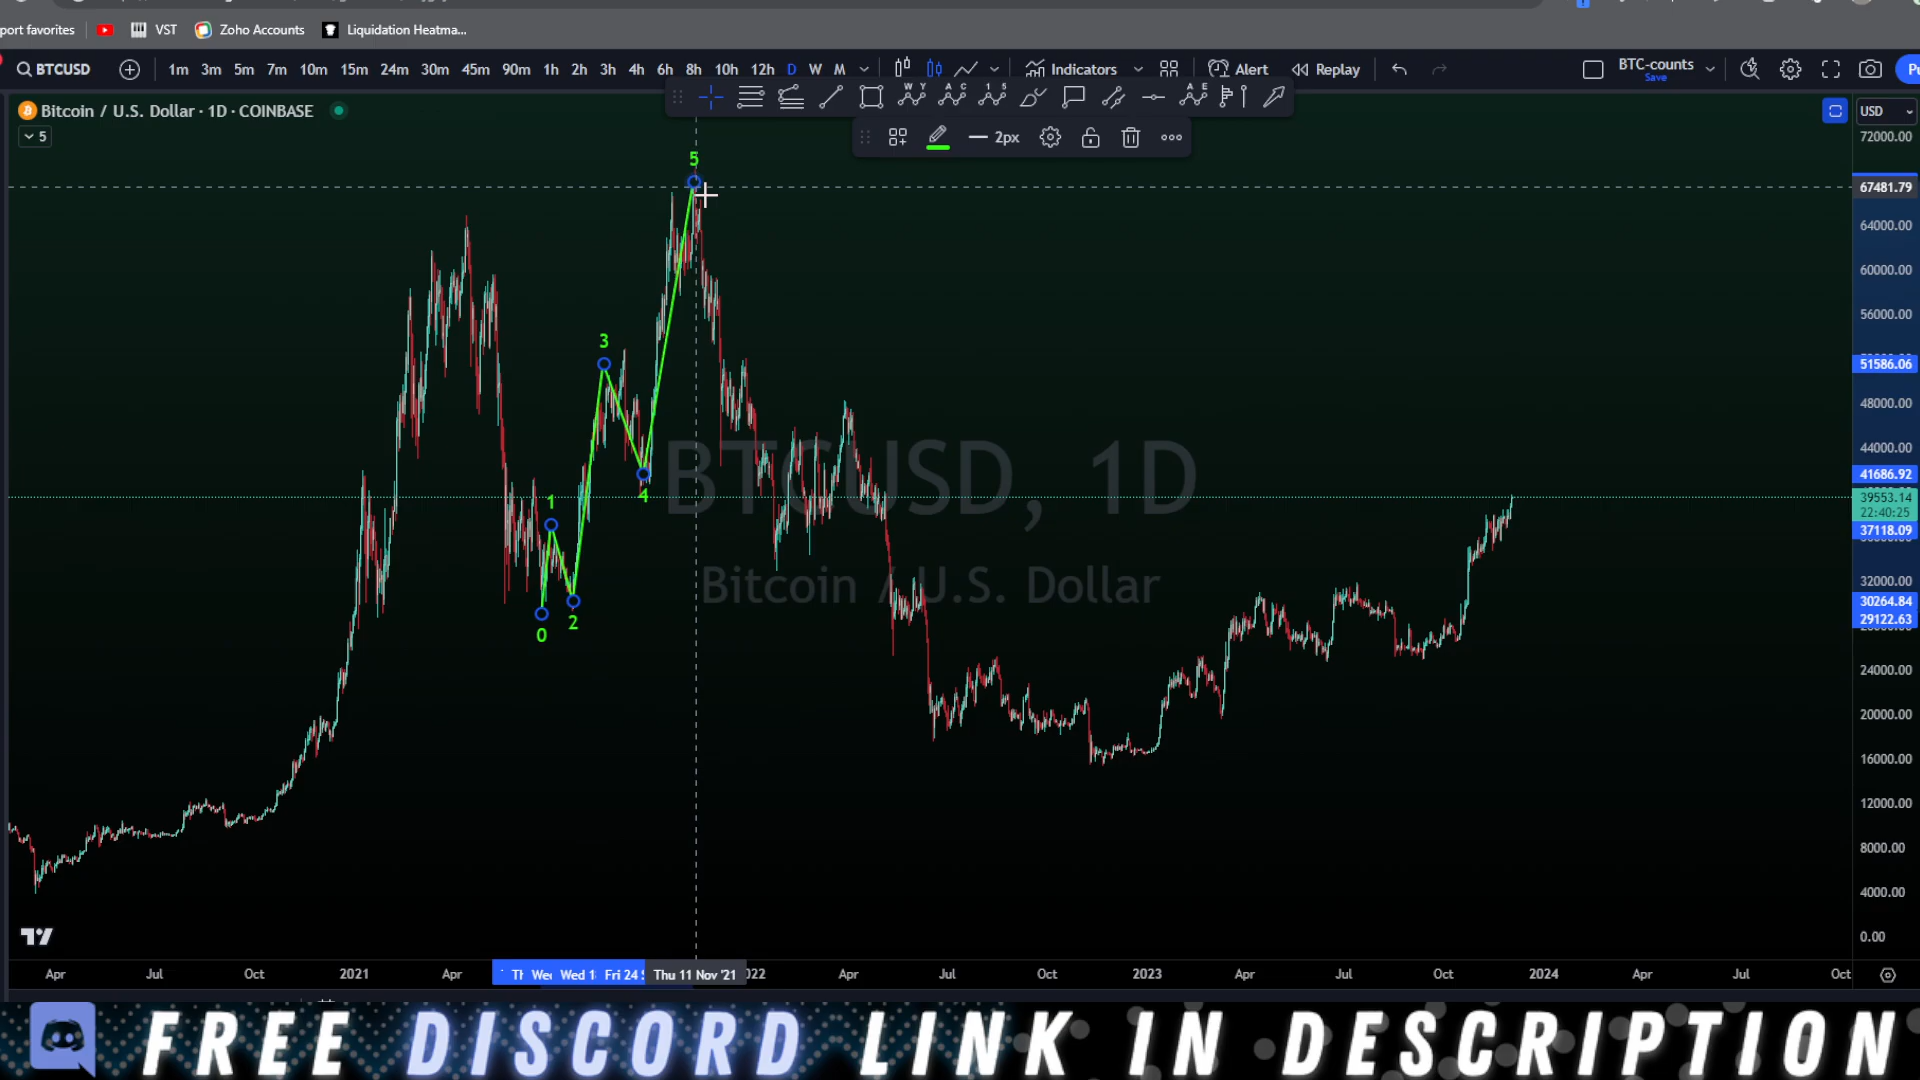 port favorites
VST
Zoho Accounts
Liquidation Heatma...
BTCUSD
1m 3m 5m 7m 10m 15m 24m 30m 45m 90m 1h 2h 3h 4h 6h 8h 10h 12h D W M
Indicators
Alert
Replay
BTC-counts
Save
Pu
Bitcoin / U.S. Dollar · 1D · COINBASE
5
2px
USD
72000.00
67481.79
64000.00
60000.00
56000.00
51586.06
48000.00
44000.00
41686.92
39553.14
22:40:25
37118.09
32000.00
30264.84
29122.63
24000.00
20000.00
16000.00
12000.00
8000.00
4000.00
0.00
5
3
1
4
2
0
BTCUSD, 1D
Bitcoin / U.S. Dollar
Apr Jul Oct 2021 Apr Wed 1 Fri 24 Thu 11 Nov '21 022 Apr Jul Oct 2023 Apr Jul Oct 2024 Apr Jul Oct
FREE DISCORD LINK IN DESCRIPTION